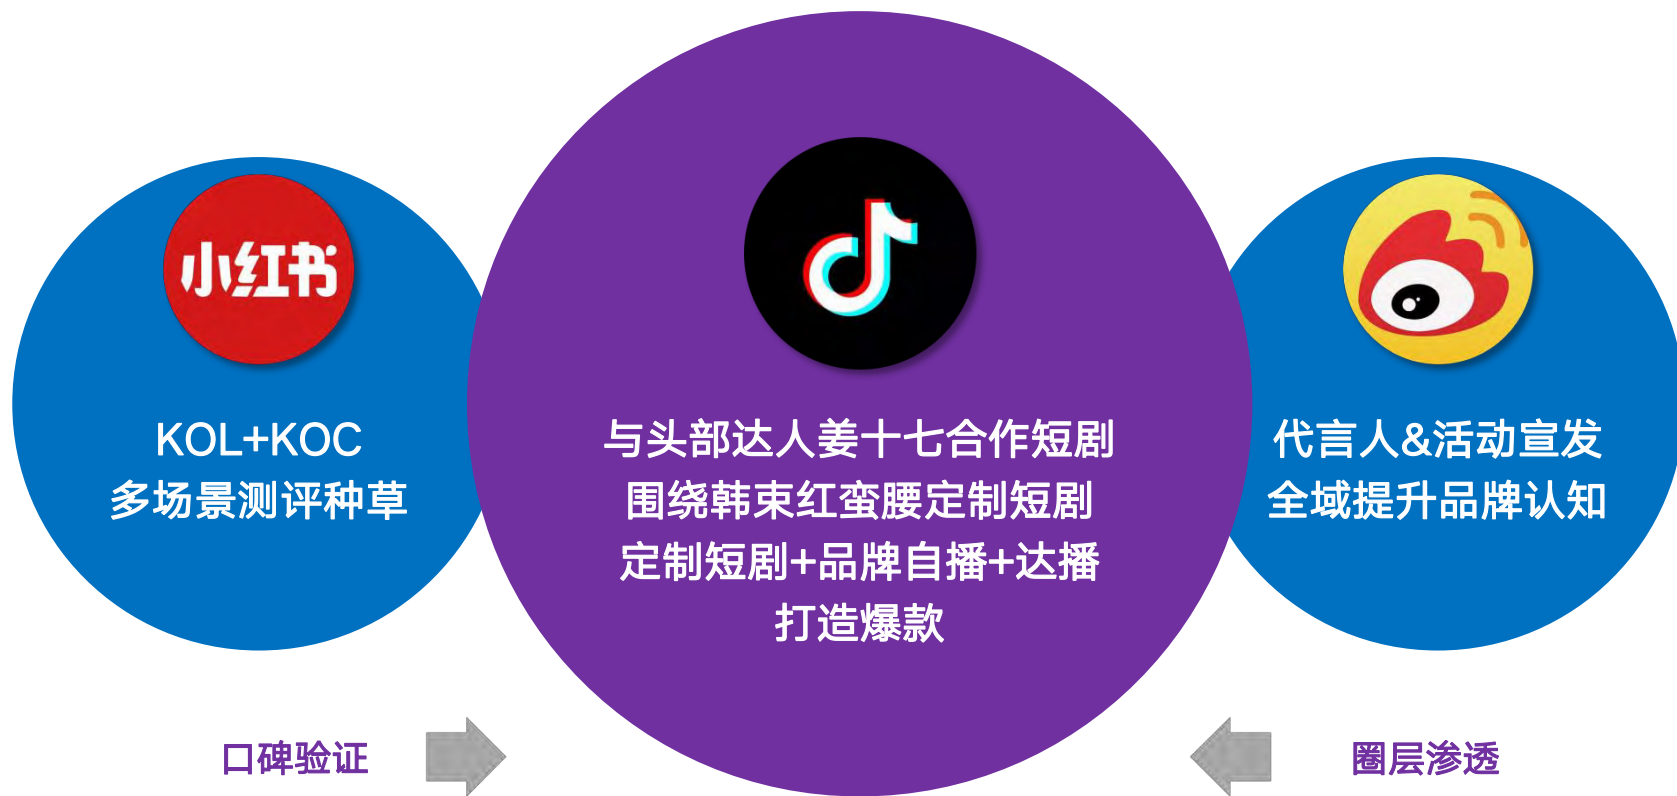 小红书
KOL+KOC
多场景测评种草
与头部达人姜十七合作短剧
围绕韩束红蛮腰定制短剧
定制短剧+品牌自播+达播
打造爆款
代言人&活动宣发
全域提升品牌认知
口碑验证
圈层渗透